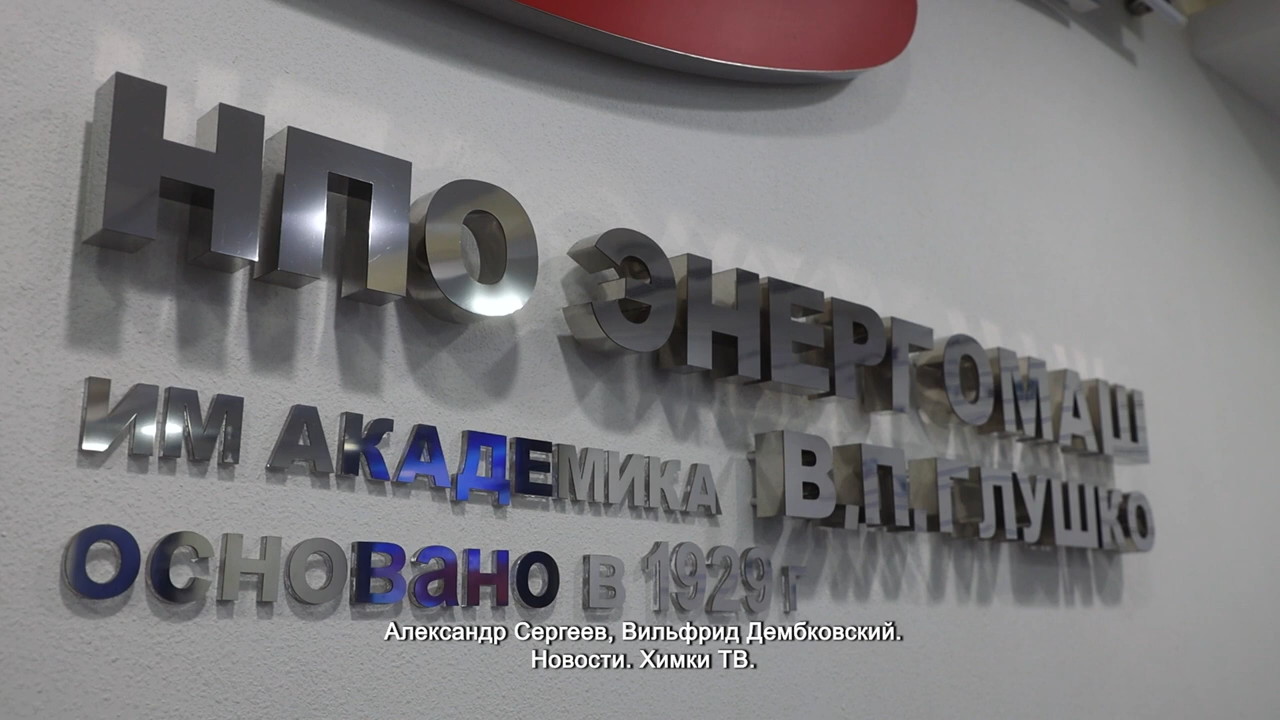 НПО ЭНЕРГОМАШ
ИМ АКАДЕМИКА В.П.ГЛУШКО
ОСНОВАНО В 1929 г
Александр Сергеев, Вильфрид Дембковский.
Новости. Химки ТВ.